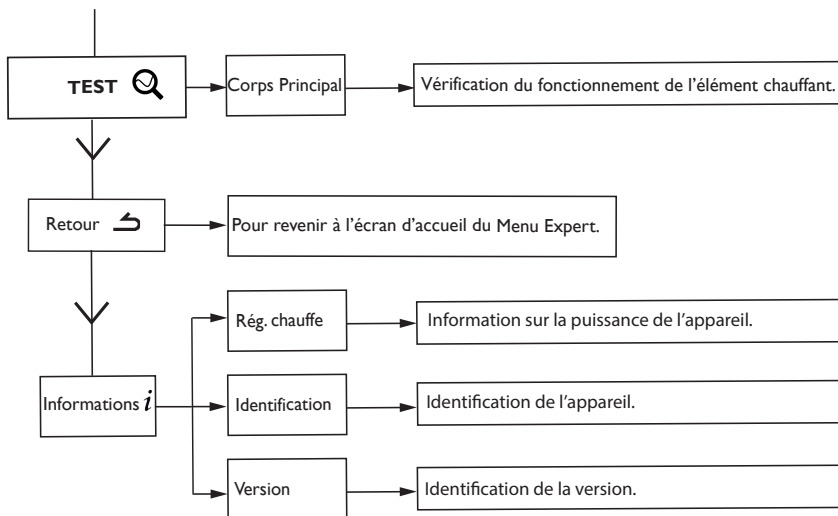 TEST
Corps Principal
Vérification du fonctionnement de l'élément chauffant.
Retour
Pour revenir à l'écran d'accueil du Menu Expert.
Rég. chauffe
Information sur la puissance de l'appareil.
Informations i
Identification
Identification de l'appareil.
Version
Identification de la version.